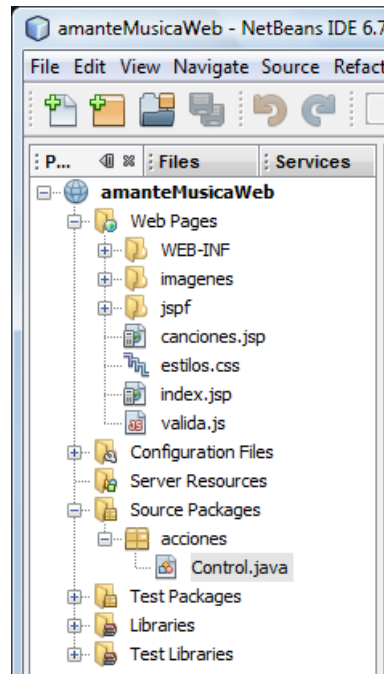 amanteMusicaWeb - NetBeans IDE 6.7
File Edit View Navigate Source Refact
P... Files Services
amanteMusicaWeb
Web Pages
WEB-INF
imagenes
jspf
canciones.jsp
estilos.css
index.jsp
valida.js
Configuration Files
Server Resources
Source Packages
acciones
Control.java
Test Packages
Libraries
Test Libraries